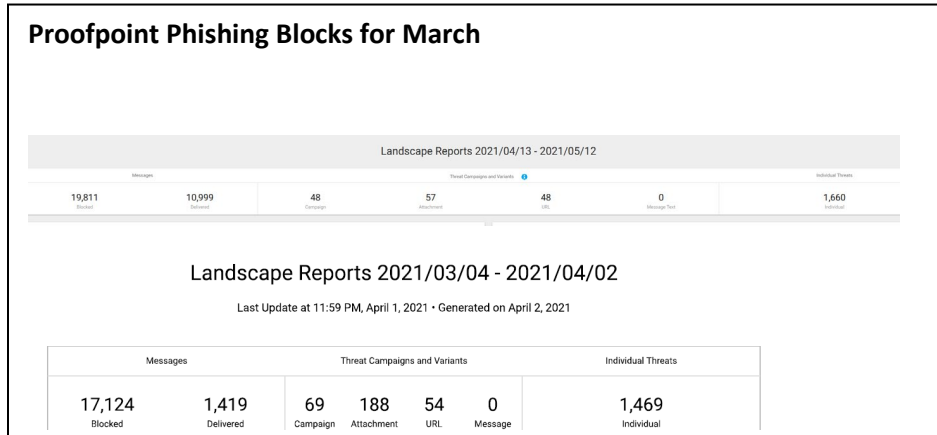 Proofpoint Phishing Blocks for March
Landscape Reports 2021/04/13 - 2021/05/12
Messages Threat Campaigns and Variants Individual Threats
19,811 10,999 48 57 48 0 1,660
Blocked Delivered Campaign Attachment URL Message Text Individual
Landscape Reports 2021/03/04 - 2021/04/02
Last Update at 11:59 PM, April 1, 2021 • Generated on April 2, 2021
Messages Threat Campaigns and Variants Individual Threats
17,124 1,419 69 188 54 0 1,469
Blocked Delivered Campaign Attachment URL Message Individual